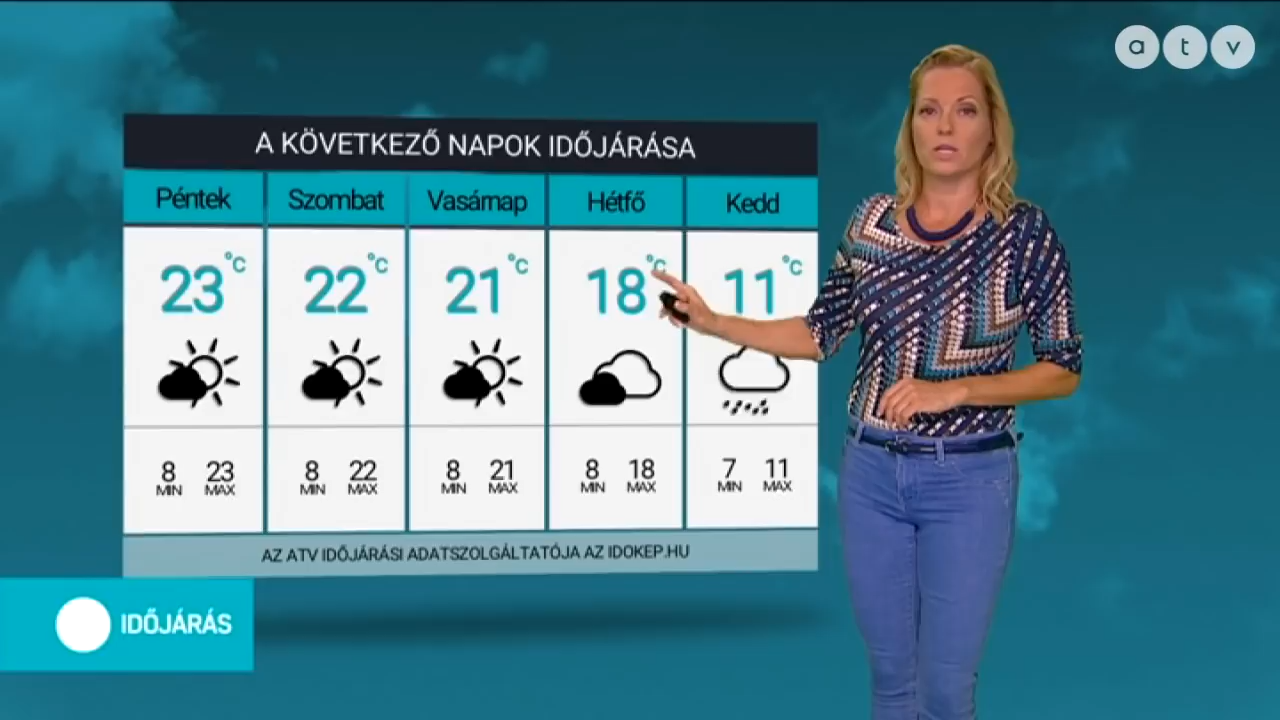 a t v
A KÖVETKEZŐ NAPOK IDŐJÁRÁSA
Péntek Szombat Vasárnap Hétfő Kedd
23 °C 22 °C 21 °C 18 °C 11 °C
8 23 8 22 8 21 8 18 7 11
MIN MAX MIN MAX MIN MAX MIN MAX MIN MAX
AZ ATV IDŐJÁRÁSI ADATSZOLGÁLTATÓJA AZ IDOKEP.HU
IDŐJÁRÁS